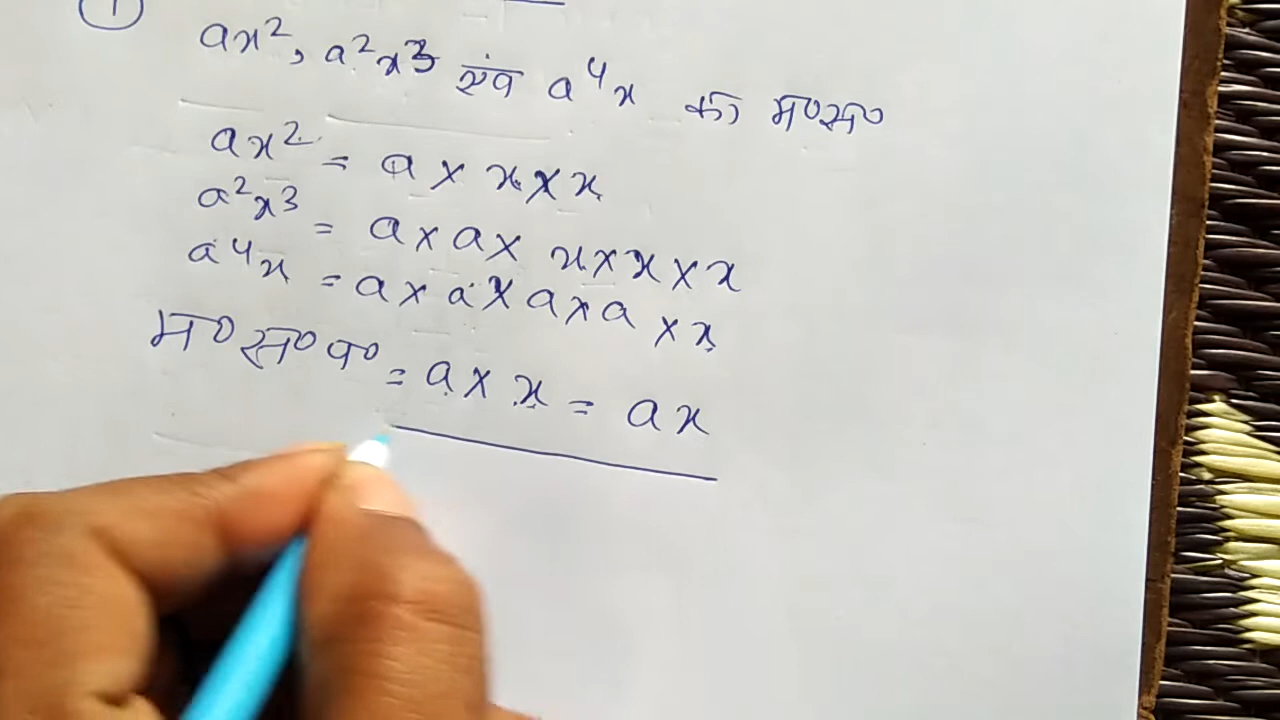 1
ax², a²x³ एवं a⁴x का म०स०
ax² = a × x × x
a²x³ = a × a × x × x × x
a⁴x = a × a × a × a × x
म०स०प० = a × x = ax